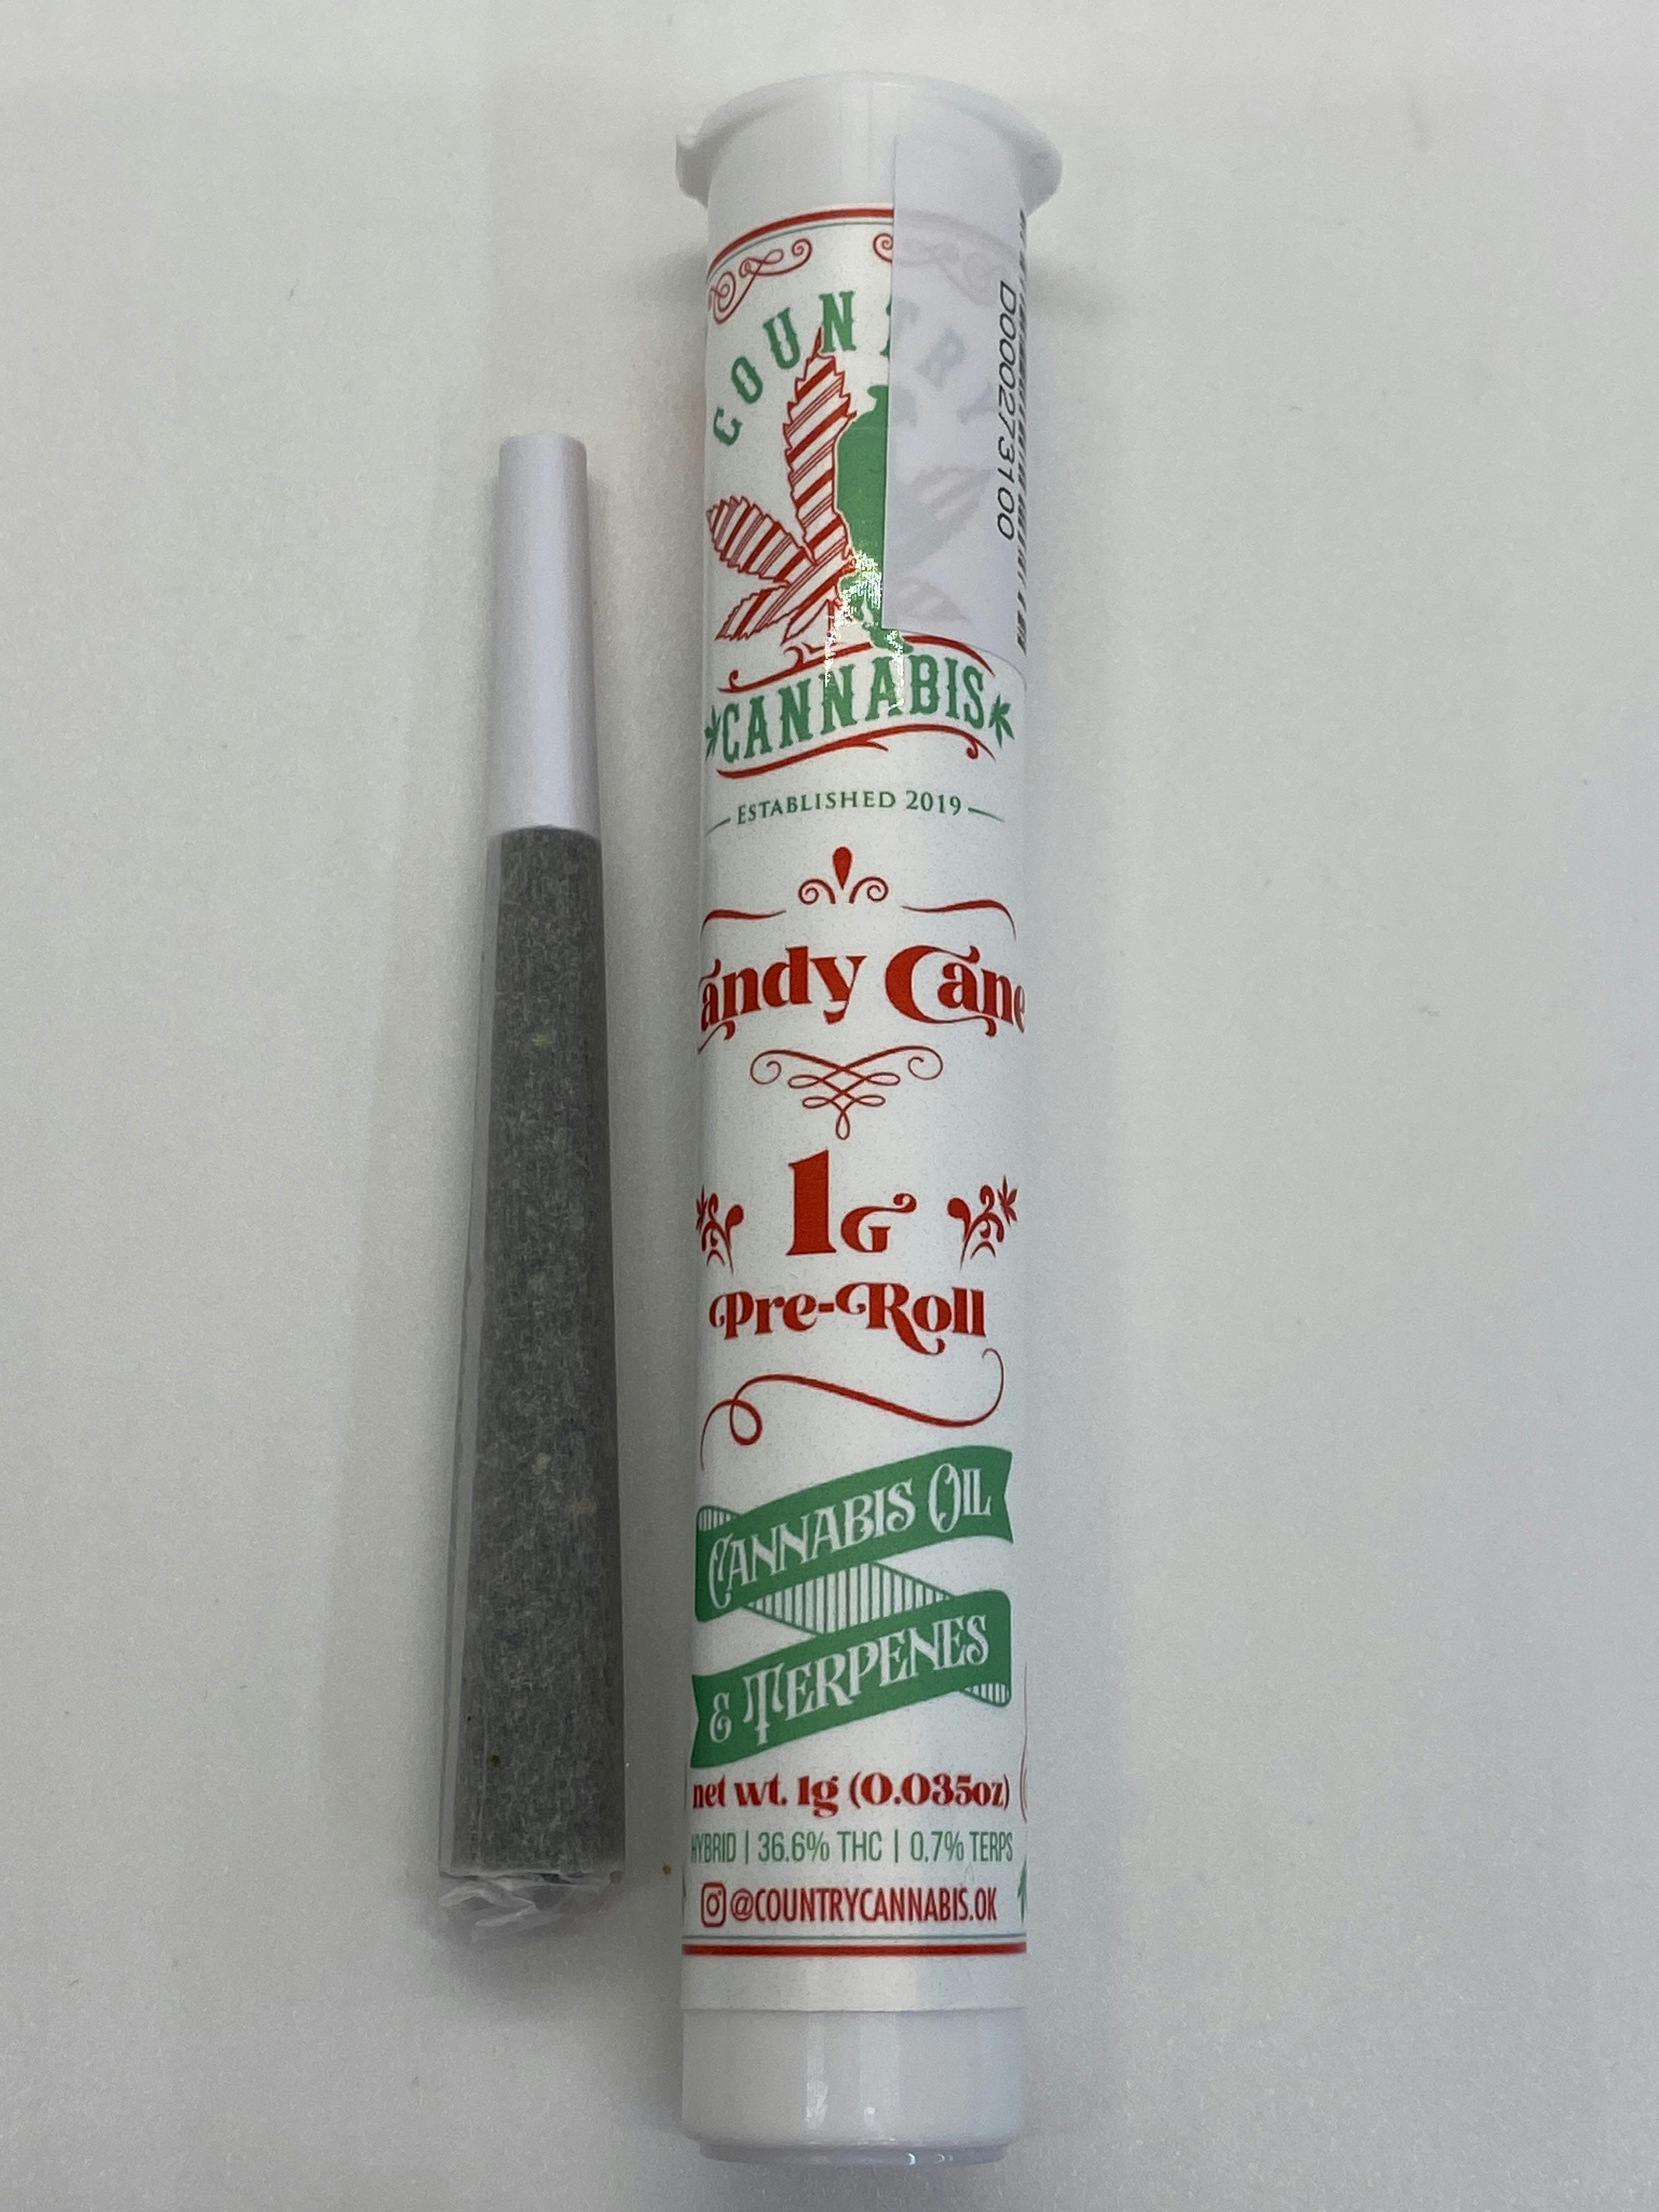 COUNTRY
D0000273100
CANNABIS
ESTABLISHED 2019
andy Cane
1G
Pre-Roll
CANNABIS OIL
& TERPENES
net wt. 1g (0.035oz)
HYBRID | 36.6% THC | 0.7% TERPS
@COUNTRYCANNABIS.OK